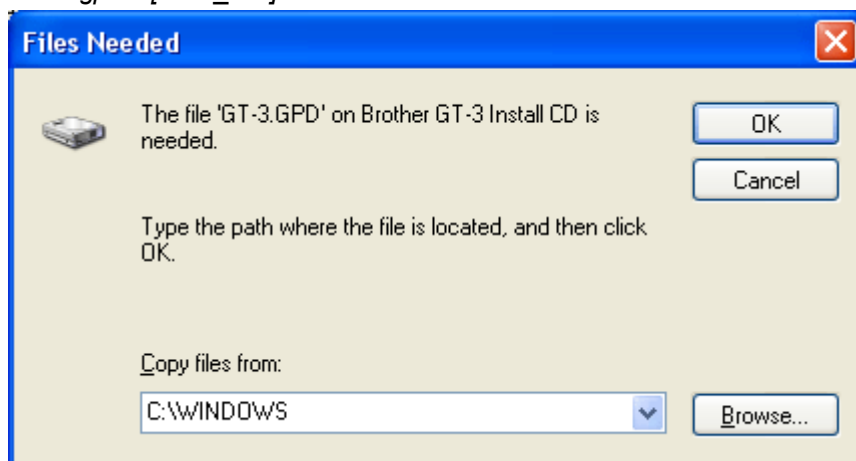 Files Needed
The file 'GT-3.GPD' on Brother GT-3 Install CD is
needed.
OK
Cancel
Type the path where the file is located, and then click
OK.
Copy files from:
C:\WINDOWS
Browse...